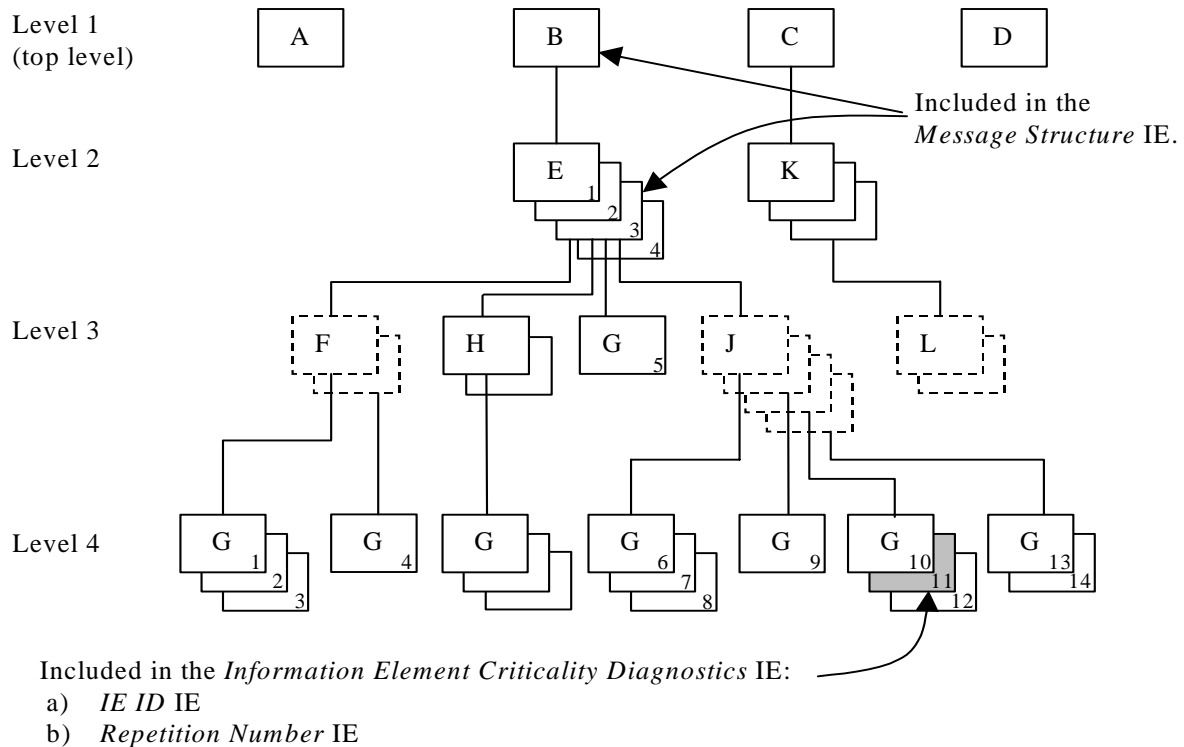 Level 1
(top level)
A
B
C
D
Included in the
Message Structure IE.
Level 2
E
1
2
3
4
K
Level 3
F
H
G
5
J
L
Level 4
G
1
2
3
G
4
G
G
6
7
8
G
9
G
10
11
12
G
13
14
Included in the Information Element Criticality Diagnostics IE:
a) IE ID IE
b) Repetition Number IE